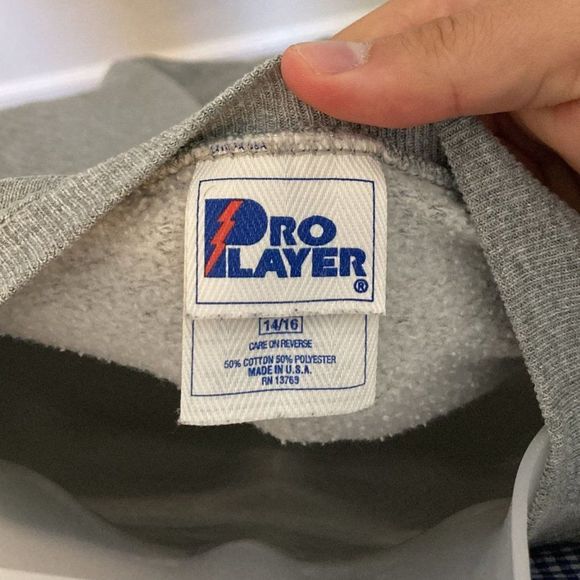 PRO
PLAYER
®
14/16
CARE ON REVERSE
50% COTTON 50% POLYESTER
MADE IN U.S.A.
RN 13769